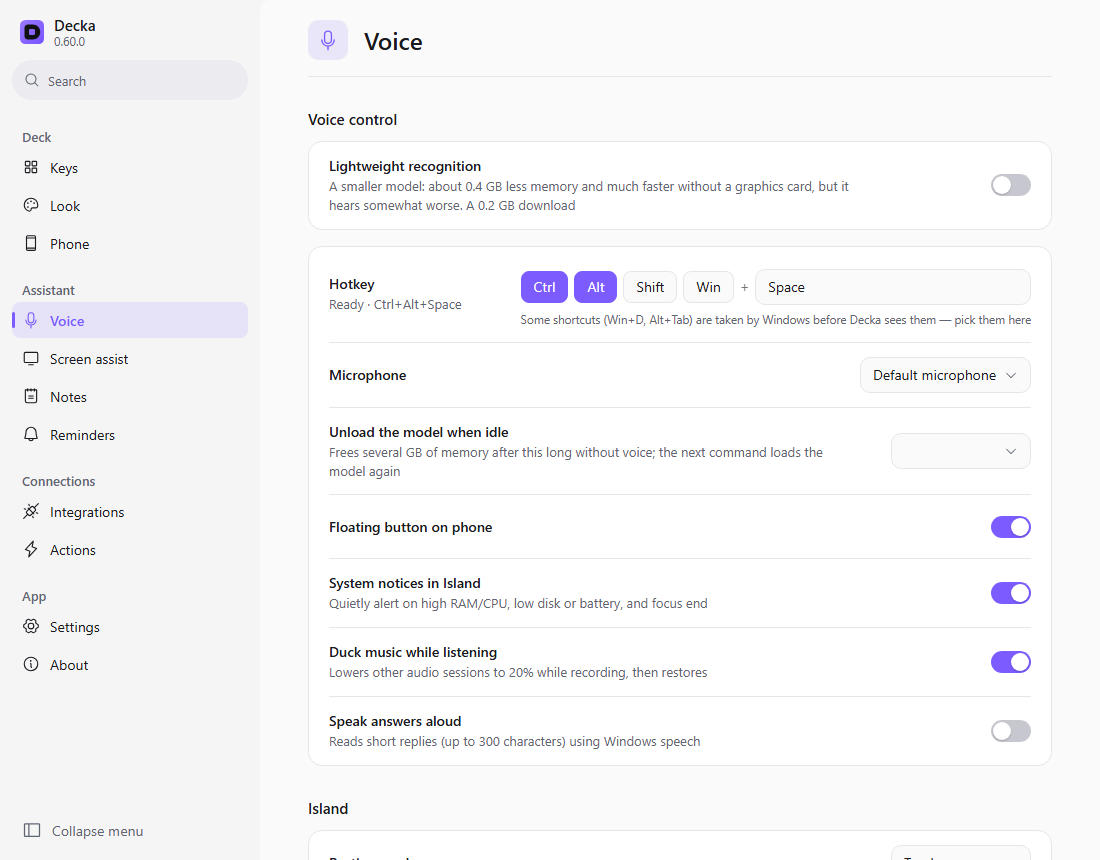 Decka
0.60.0
Search
Deck
Keys
Look
Phone
Assistant
Voice
Screen assist
Notes
Reminders
Connections
Integrations
Actions
App
Settings
About
Collapse menu
Voice
Voice control
Lightweight recognition
A smaller model: about 0.4 GB less memory and much faster without a graphics card, but it
hears somewhat worse. A 0.2 GB download
Hotkey
Ready · Ctrl+Alt+Space
Ctrl Alt Shift Win + Space
Some shortcuts (Win+D, Alt+Tab) are taken by Windows before Decka sees them — pick them here
Microphone
Default microphone
Unload the model when idle
Frees several GB of memory after this long without voice; the next command loads the
model again
Floating button on phone
System notices in Island
Quietly alert on high RAM/CPU, low disk or battery, and focus end
Duck music while listening
Lowers other audio sessions to 20% while recording, then restores
Speak answers aloud
Reads short replies (up to 300 characters) using Windows speech
Island